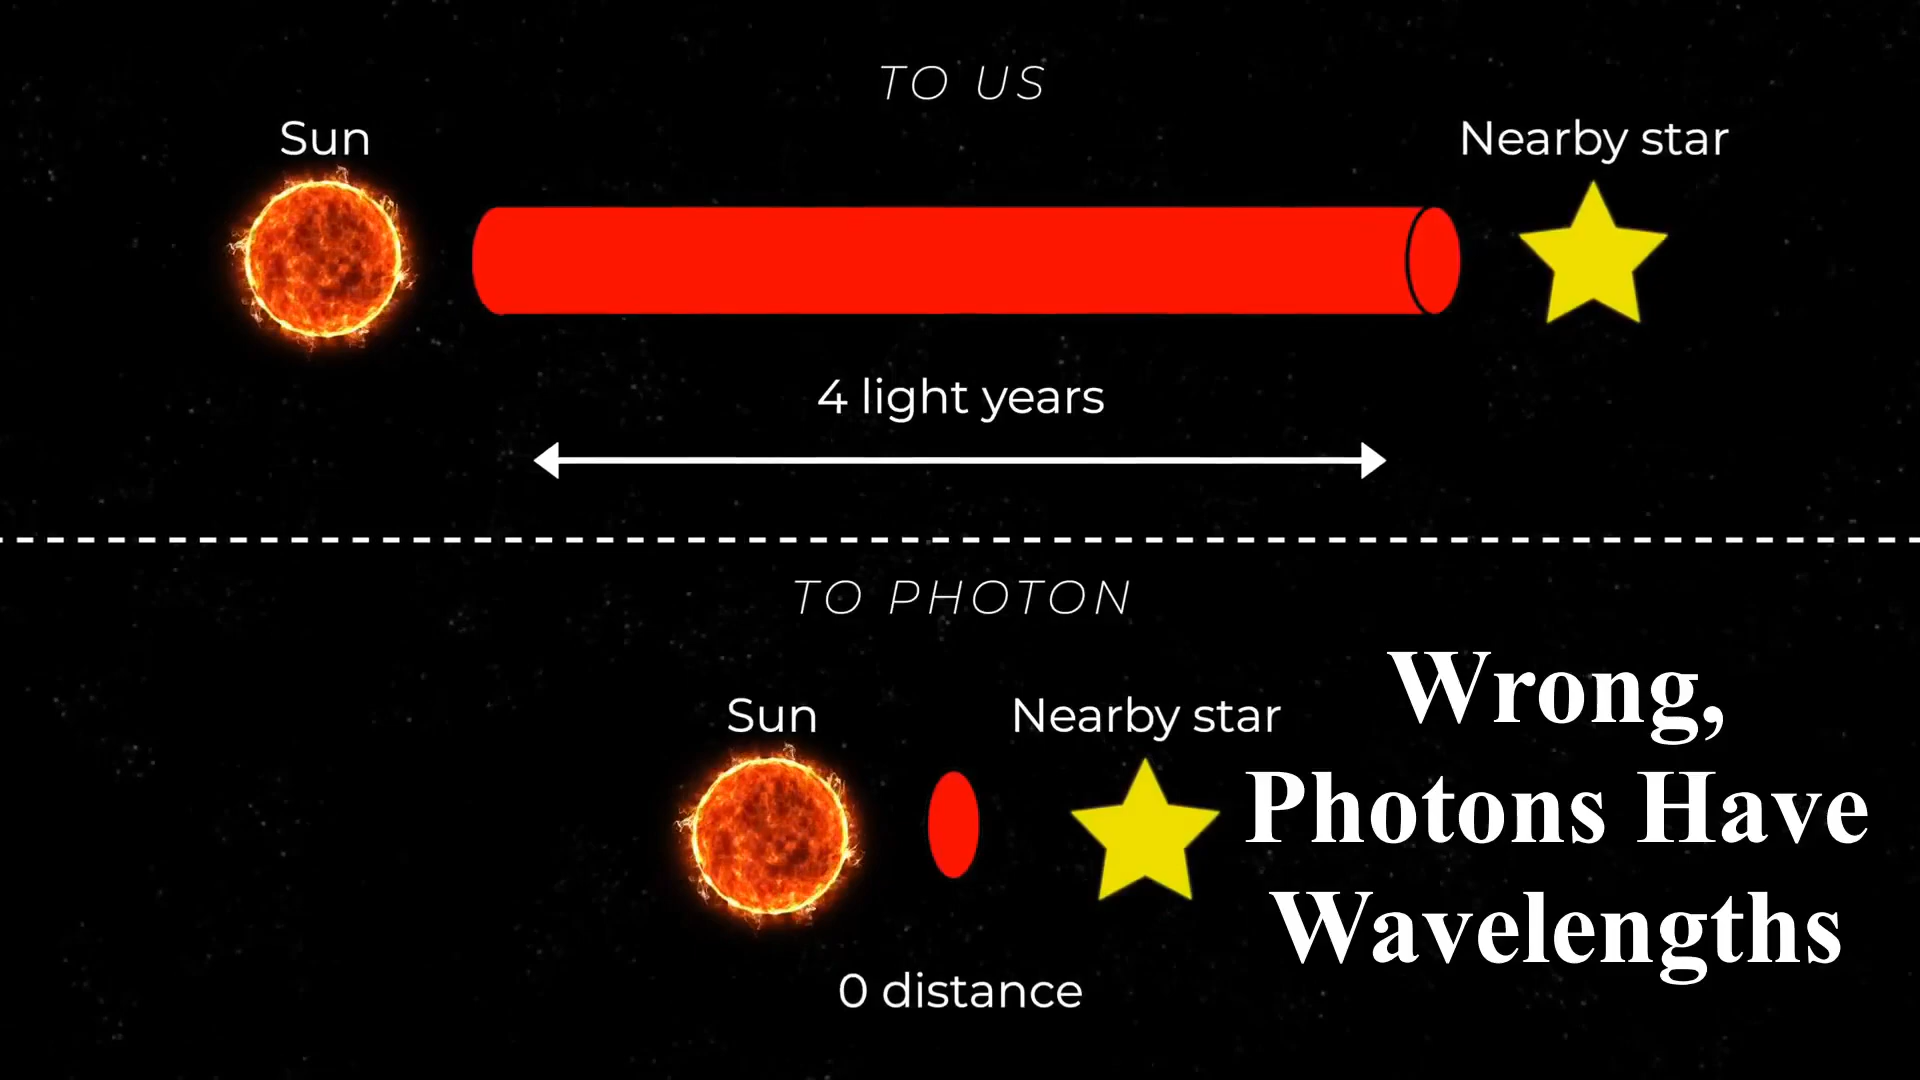 TO US
Sun
Nearby star
4 light years
TO PHOTON
Sun
Nearby star
0 distance
Wrong,
Photons Have
Wavelengths